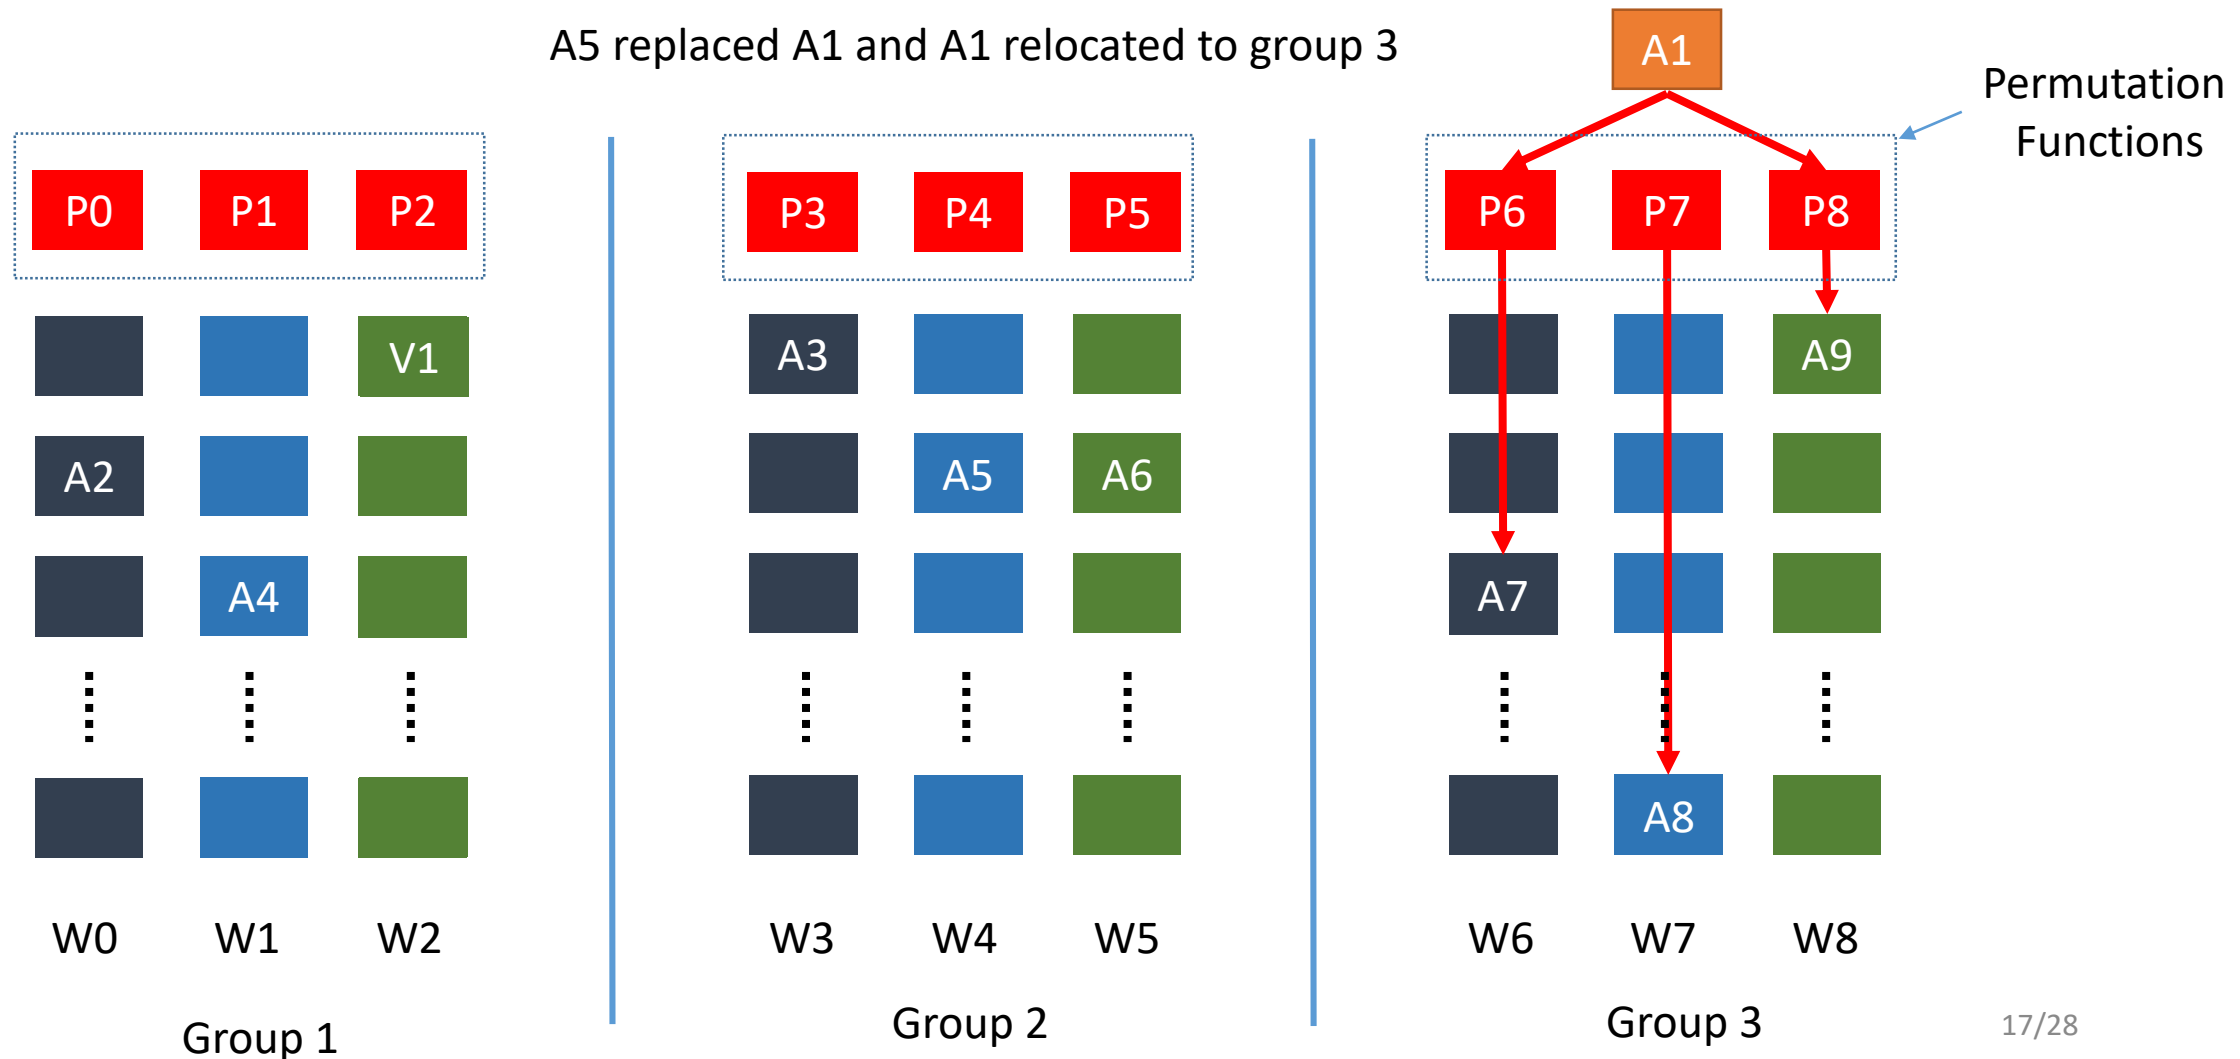 A5 replaced A1 and A1 relocated to group 3
A1
Permutation
Functions
P0 P1 P2
P3 P4 P5
P6 P7 P8
V1
A3
A9
A2
A5 A6
A4
A7
A8
W0 W1 W2
W3 W4 W5
W6 W7 W8
Group 1
Group 2
Group 3
17/28